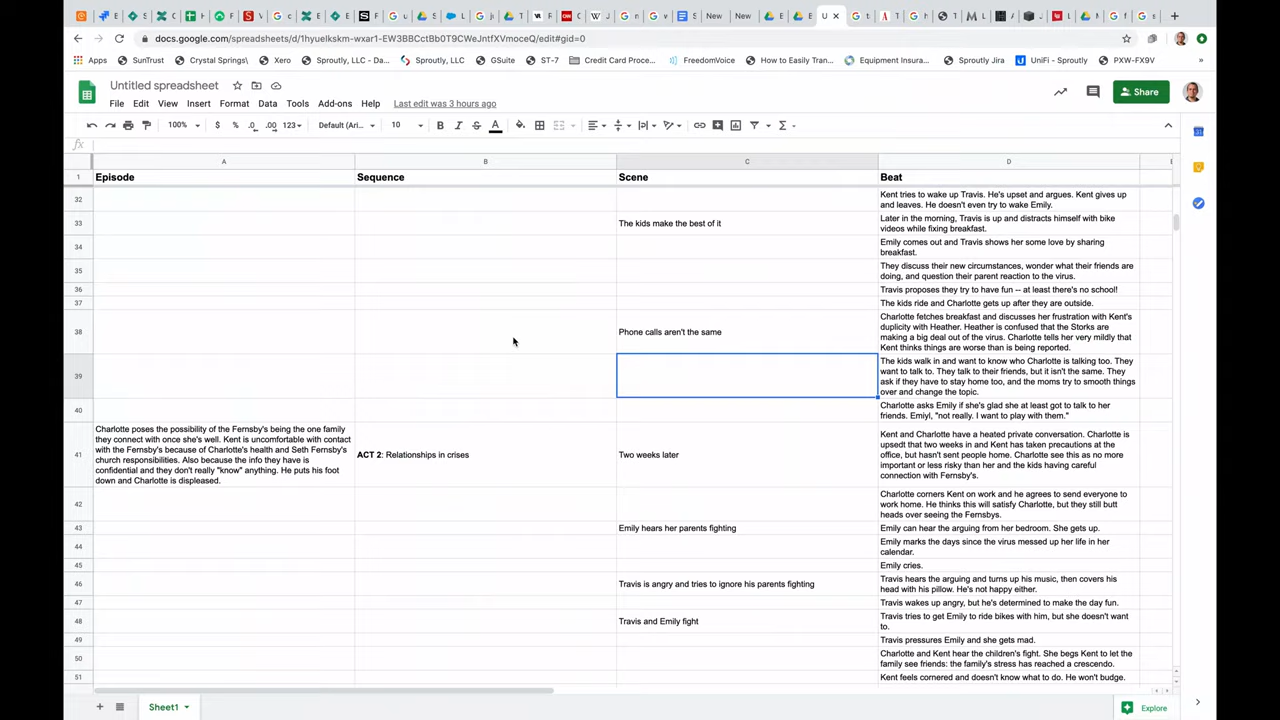 docs.google.com/spreadsheets/d/1hyuelkskm-wxar1-EW3BBCctBb0T9CWeJntfXVmoceQ/edit#gid=0
Apps SunTrust Crystal Springs\ Xero Sproutly, LLC - Da... Sproutly, LLC GSuite ST-7 Credit Card Proce... FreedomVoice How to Easily Tran... Equipment Insura... Sproutly Jira UniFi - Sproutly PXW-FX9V
Untitled spreadsheet
File Edit View Insert Format Data Tools Add-ons Help Last edit was 3 hours ago
Share
100% $ % .0 .00 123 Default (Ari... 10 B I S A
fx
A B C D
1 Episode Sequence Scene Beat
32 Kent tries to wake up Travis. He's upset and argues. Kent gives up
and leaves. He doesn't even try to wake Emily.
33 The kids make the best of it Later in the morning, Travis is up and distracts himself with bike
videos while fixing breakfast.
34 Emily comes out and Travis shows her some love by sharing
breakfast.
35 They discuss their new circumstances, wonder what their friends are
doing, and question their parent reaction to the virus.
36 Travis proposes they try to have fun -- at least there's no school!
37 The kids ride and Charlotte gets up after they are outside.
38 Phone calls aren't the same Charlotte fetches breakfast and discusses her frustration with Kent's
duplicity with Heather. Heather is confused that the Storks are
making a big deal out of the virus. Charlotte tells her very mildly that
Kent thinks things are worse than is being reported.
39 The kids walk in and want to know who Charlotte is talking too. They
want to talk to. They talk to their friends, but it isn't the same. They
ask if they have to stay home too, and the moms try to smooth things
over and change the topic.
40 Charlotte asks Emily if she's glad she at least got to talk to her
friends. Emiyl, "not really. I want to play with them."
41 Charlotte poses the possibility of the Fernsby's being the one family
they connect with once she's well. Kent is uncomfortable with contact
with the Fernsby's because of Charlotte's health and Seth Fernsby's
church responsibilities. Also because the info they have is
confidential and they don't really "know" anything. He puts his foot
down and Charlotte is displeased.
ACT 2: Relationships in crises
Two weeks later
Kent and Charlotte have a heated private conversation. Charlotte is
upsedt that two weeks in and Kent has taken precautions at the
office, but hasn't sent people home. Charlotte see this as no more
important or less risky than her and the kids having careful
connection with Fernsby's.
42 Charlotte corners Kent on work and he agrees to send everyone to
work home. He thinks this will satisfy Charlotte, but they still butt
heads over seeing the Fernsbys.
43 Emily hears her parents fighting Emily can hear the arguing from her bedroom. She gets up.
44 Emily marks the days since the virus messed up her life in her
calendar.
45 Emily cries.
46 Travis is angry and tries to ignore his parents fighting Travis hears the arguing and turns up his music, then covers his
head with his pillow. He's not happy either.
47 Travis wakes up angry, but he's determined to make the day fun.
48 Travis and Emily fight Travis tries to get Emily to ride bikes with him, but she doesn't want
to.
49 Travis pressures Emily and she gets mad.
50 Charlotte and Kent hear the children's fight. She begs Kent to let the
family see friends: the family's stress has reached a crescendo.
51 Kent feels cornered and doesn't know what to do. He won't budge.
Sheet1 Explore